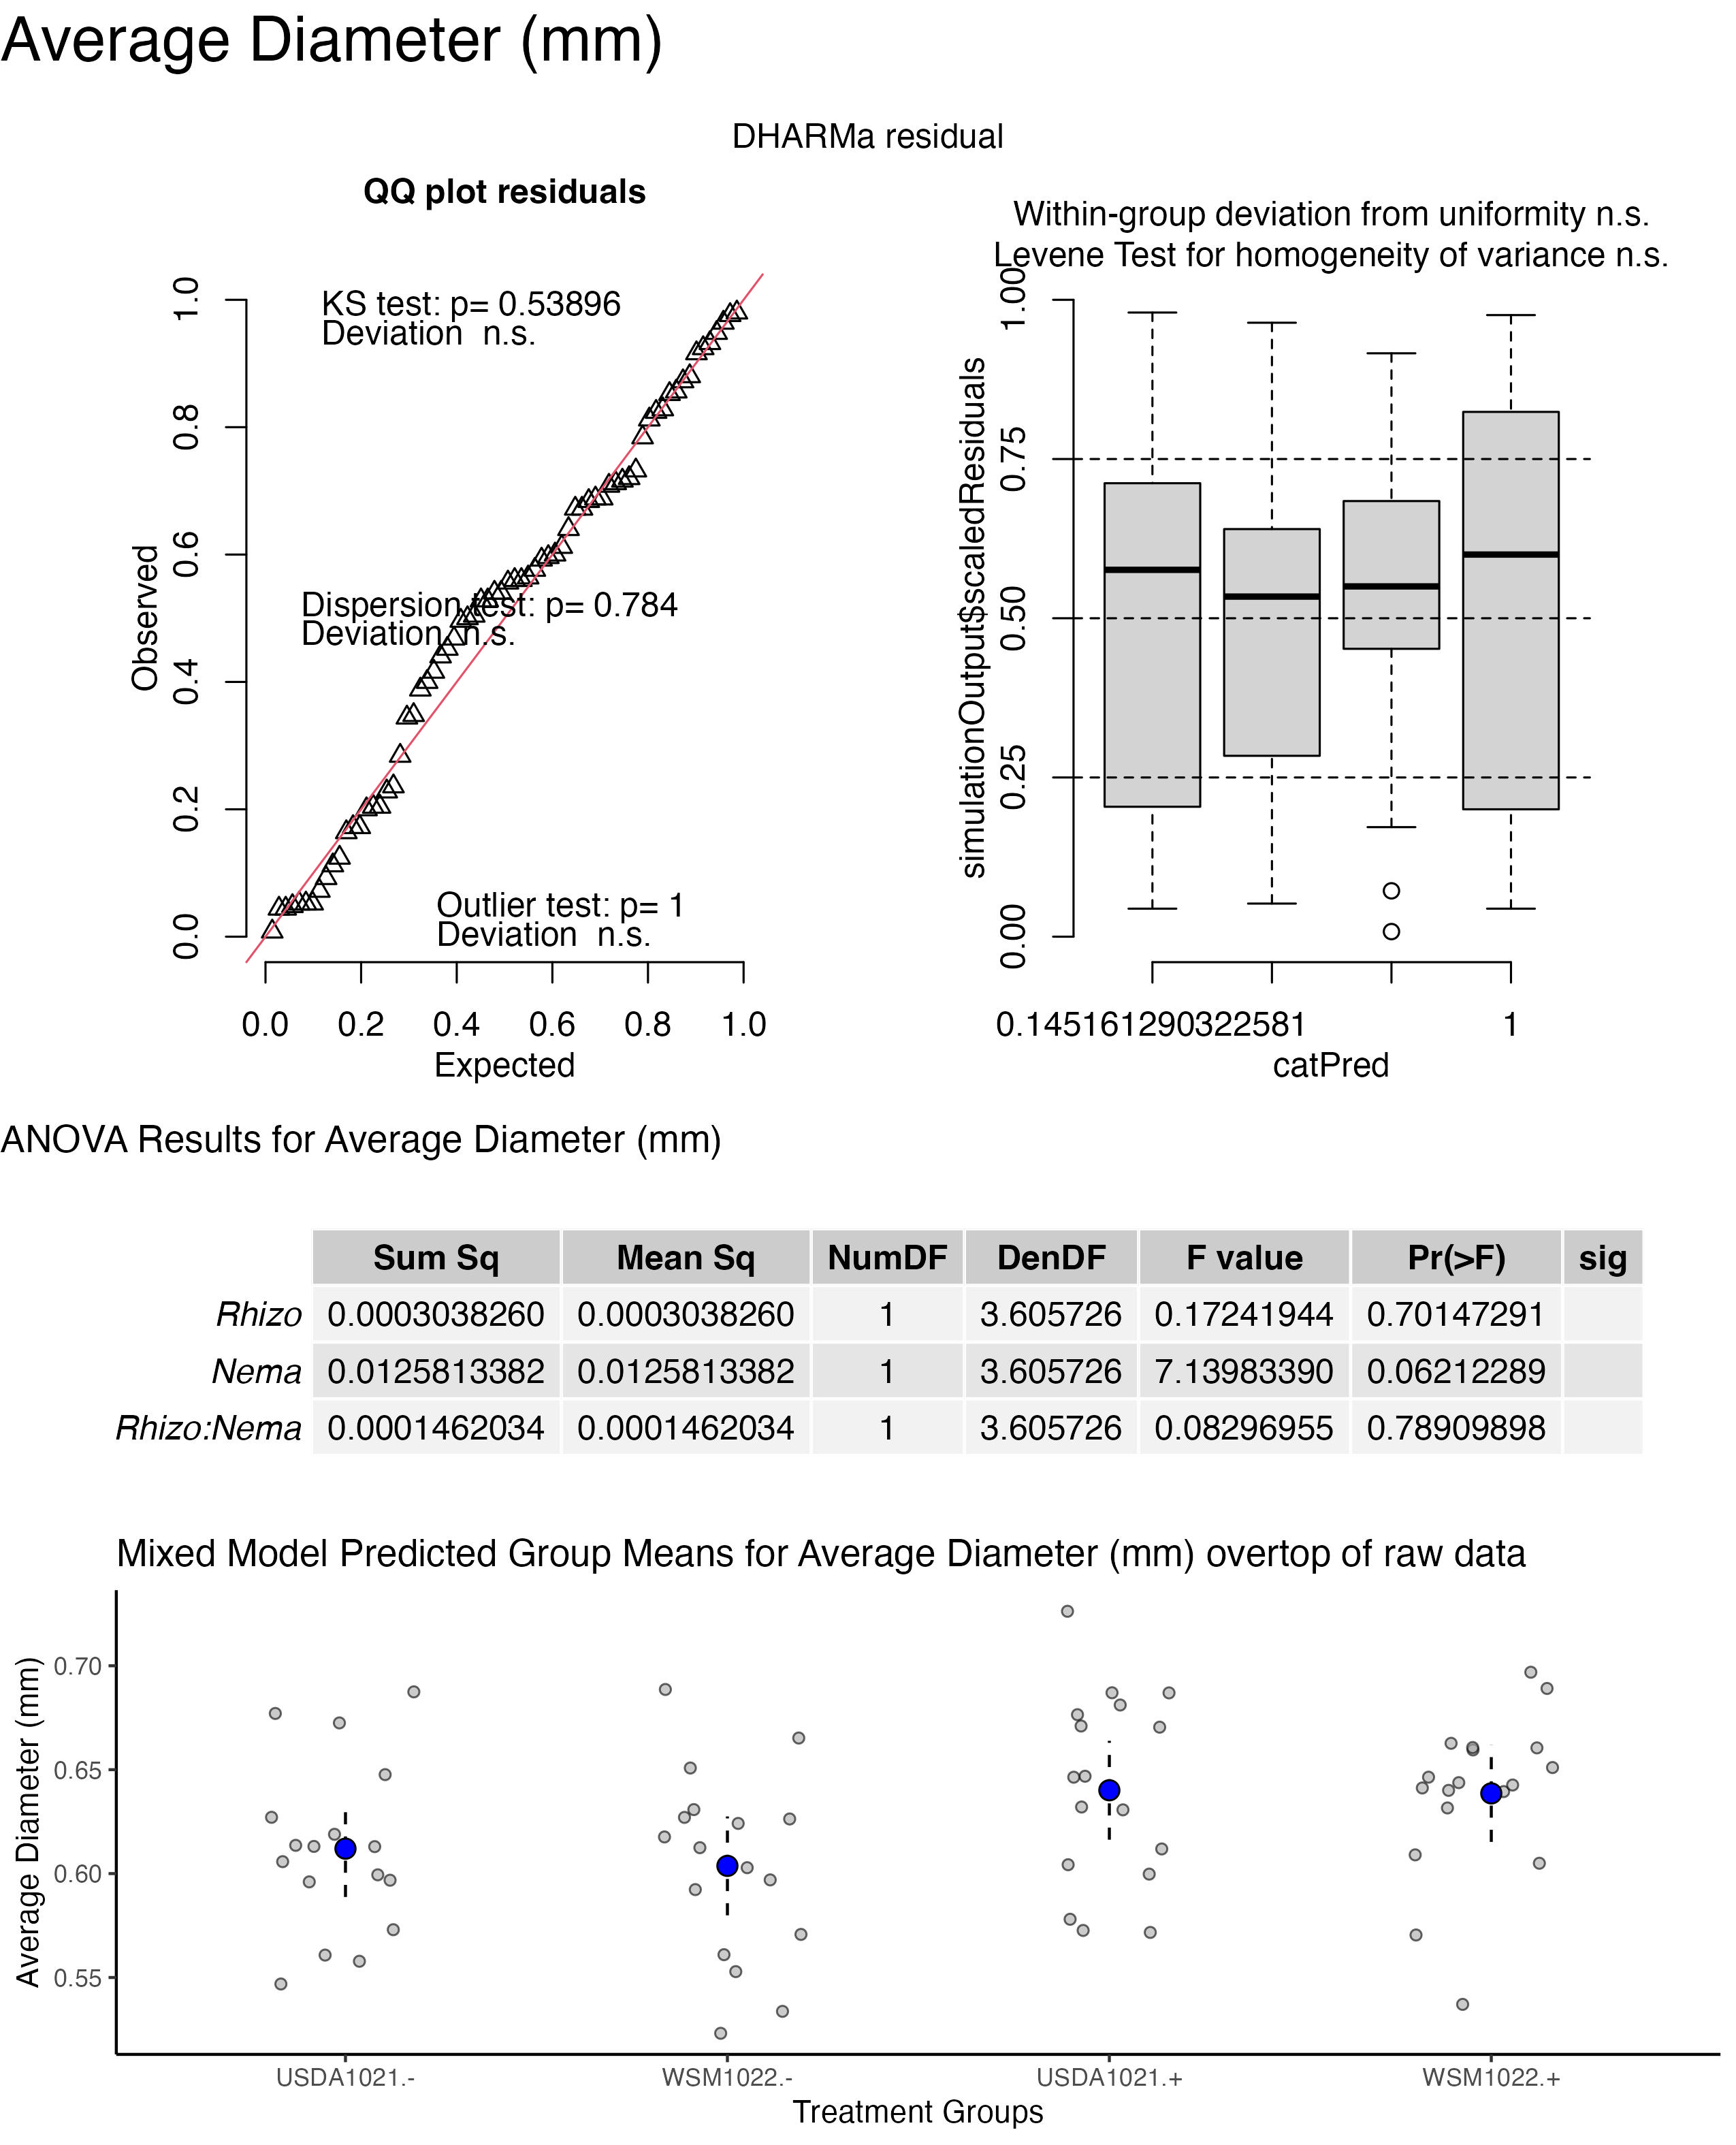 Average Diameter (mm)
DHARMa residual
QQ plot residuals
KS test: p= 0.53896
Deviation  n.s.
Dispersion test: p= 0.784
Deviation  n.s.
Outlier test: p= 1
Deviation  n.s.
Observed
0.0 0.2 0.4 0.6 0.8 1.0
0.0 0.2 0.4 0.6 0.8 1.0
Expected
Within-group deviation from uniformity n.s.
Levene Test for homogeneity of variance n.s.
simulationOutput$scaledResiduals
0.00 0.25 0.50 0.75 1.00
0.145161290322581 1
catPred
ANOVA Results for Average Diameter (mm)
Sum Sq Mean Sq NumDF DenDF F value Pr(>F) sig
Rhizo 0.0003038260 0.0003038260 1 3.605726 0.17241944 0.70147291
Nema 0.0125813382 0.0125813382 1 3.605726 7.13983390 0.06212289
Rhizo:Nema 0.0001462034 0.0001462034 1 3.605726 0.08296955 0.78909898
Mixed Model Predicted Group Means for Average Diameter (mm) overtop of raw data
Average Diameter (mm)
0.70
0.65
0.60
0.55
USDA1021.- WSM1022.- USDA1021.+ WSM1022.+
Treatment Groups